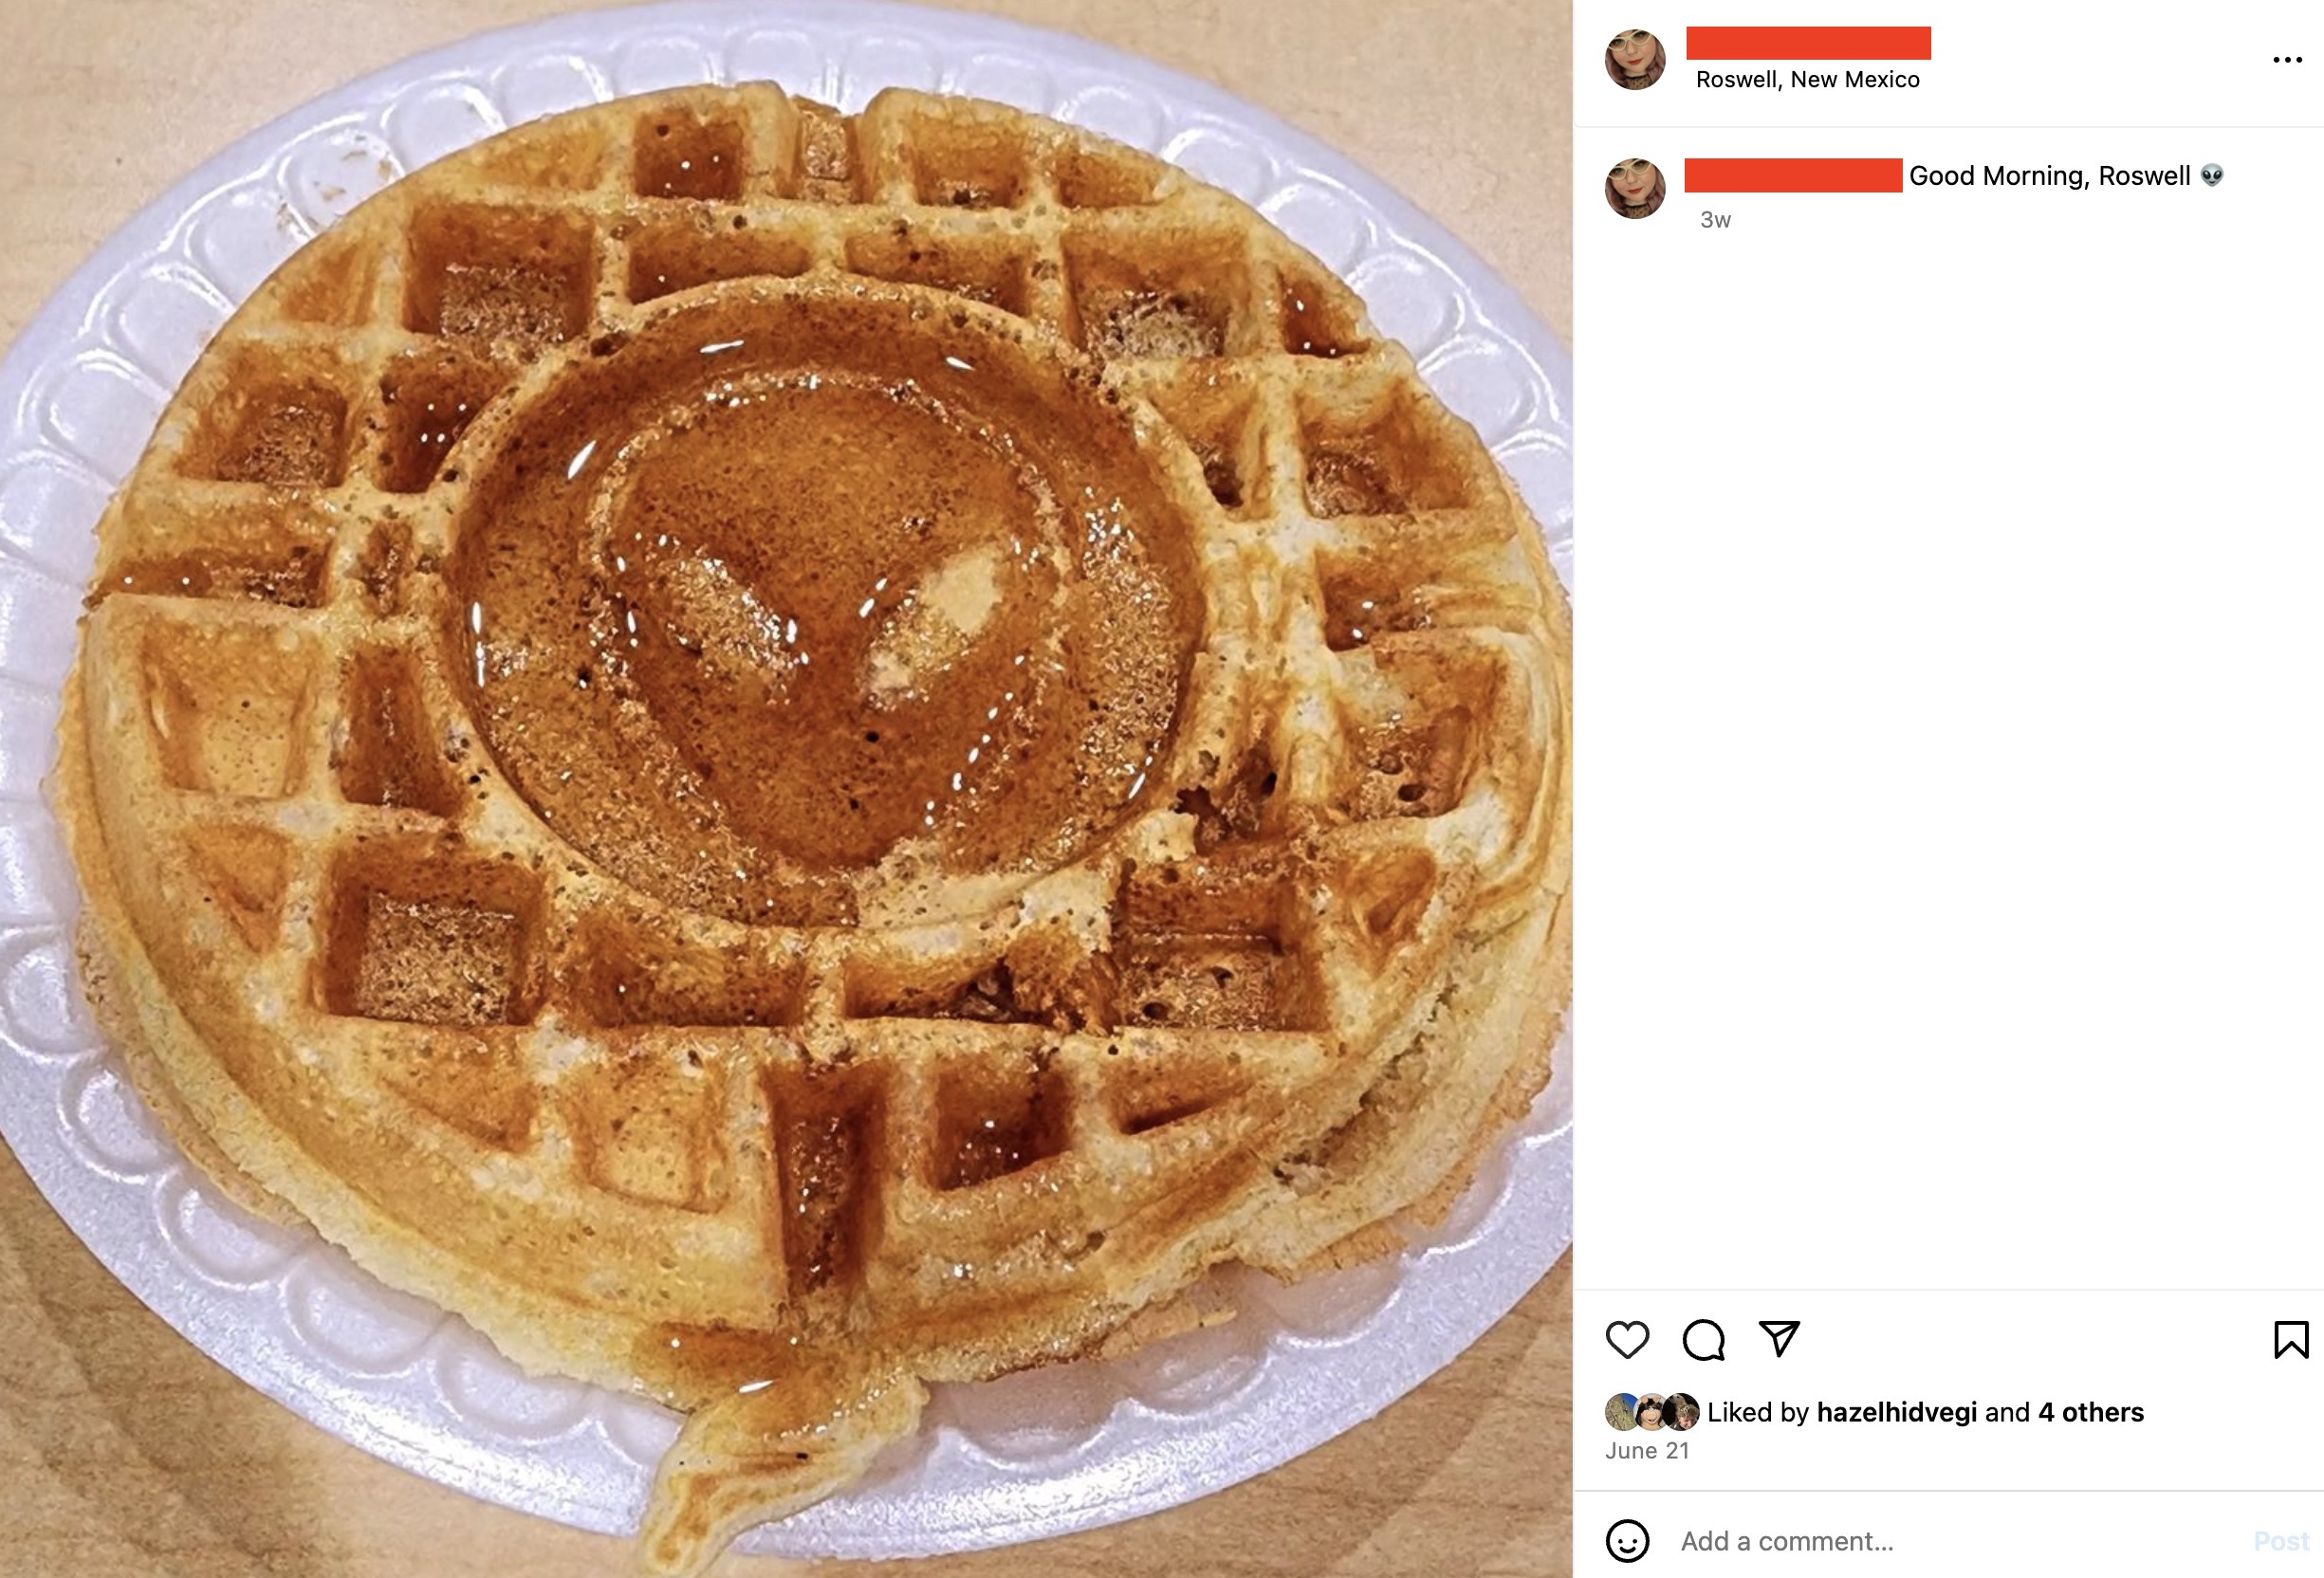 Roswell, New Mexico
Good Morning, Roswell 👽
3w
Liked by hazelhidvegi and 4 others
June 21
Add a comment...
Post